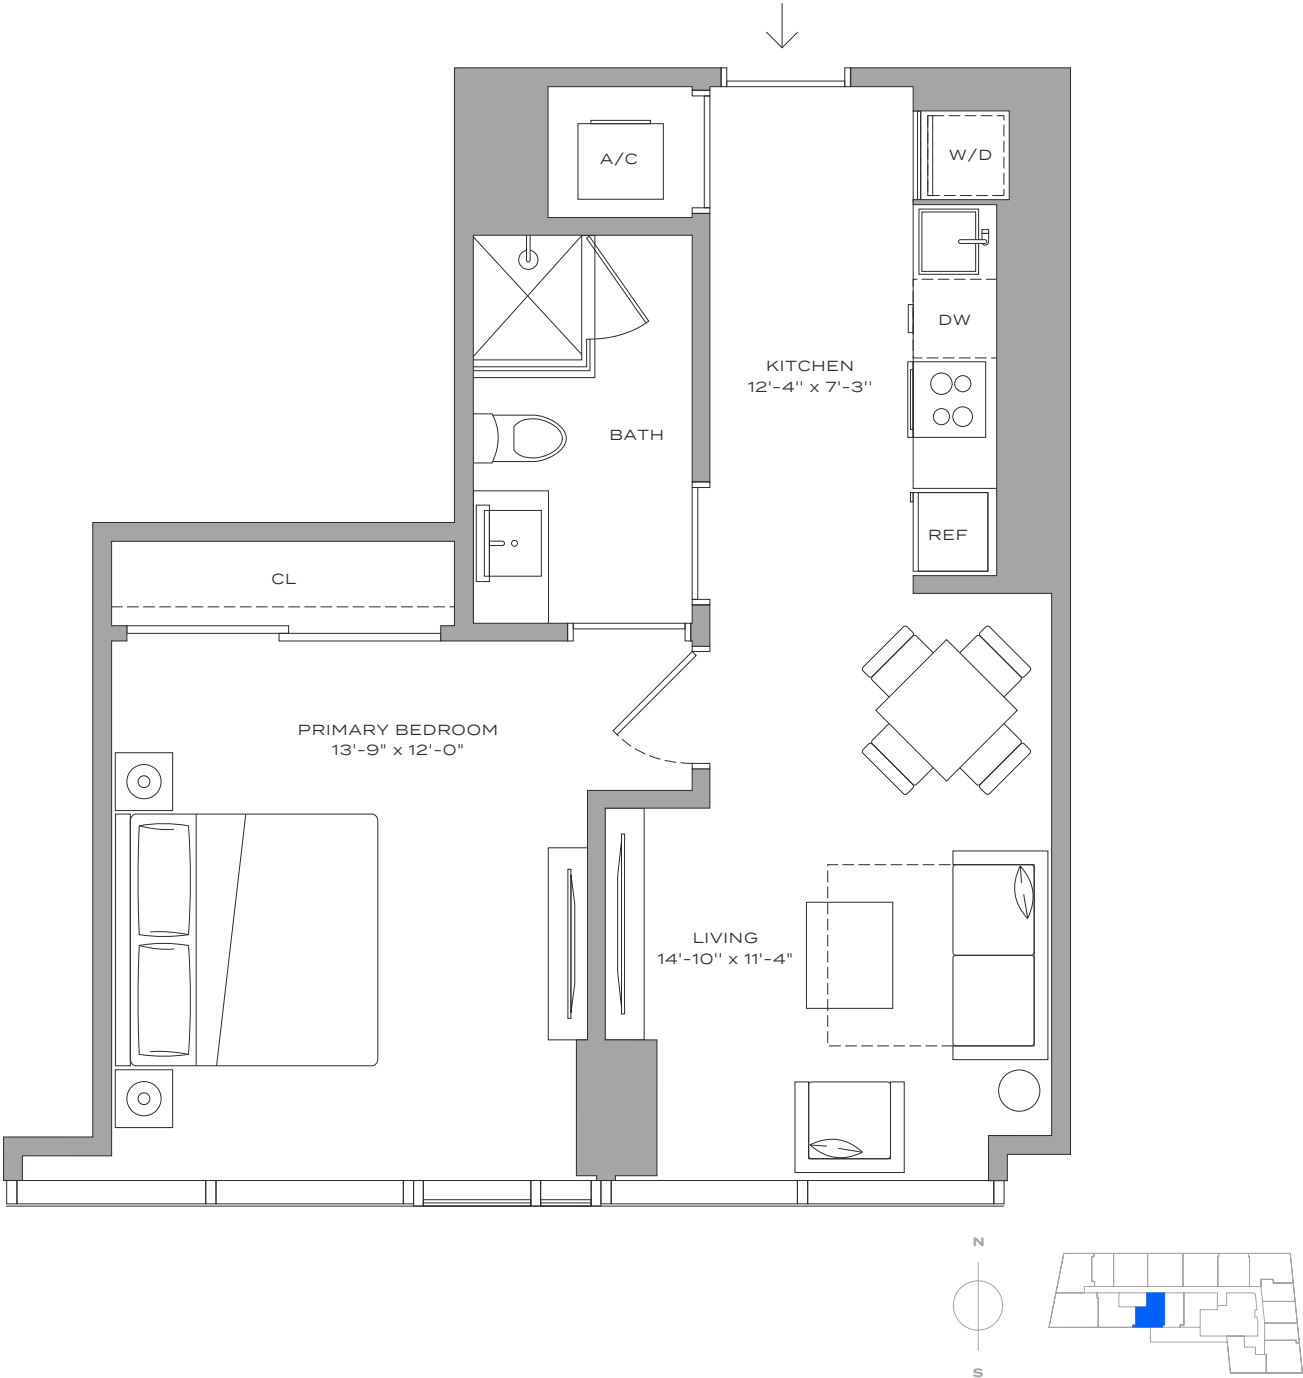 A/C
W/D
DW
KITCHEN
12'-4'' x 7'-3''
BATH
REF
CL
PRIMARY BEDROOM
13'-9" x 12'-0"
LIVING
14'-10'' x 11'-4"
N
S